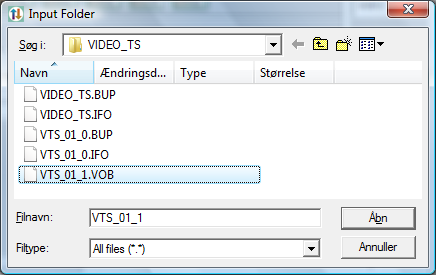 Input Folder
Søg i: VIDEO_TS
Navn Ændringsd... Type Størrelse
VIDEO_TS.BUP
VIDEO_TS.IFO
VTS_01_0.BUP
VTS_01_0.IFO
VTS_01_1.VOB
Filnavn: VTS_01_1 Åbn
Filtype: All files (*.*) Annuller